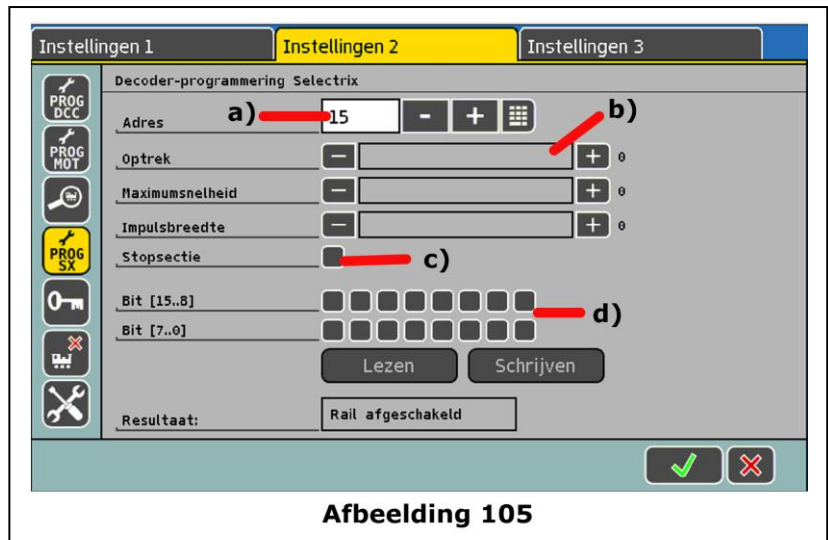 Instellingen 1 Instellingen 2 Instellingen 3
Decoder-programmering Selectrix
PROG DCC
Adres a) 15 - + b)
PROG MOT
Optrek − + 0
Maximumsnelheid − + 0
Impulsbreedte − + 0
PROG SX
Stopsectie c)
Bit [15..8] d)
Bit [7..0]
Lezen Schrijven
Resultaat: Rail afgeschakeld
Afbeelding 105